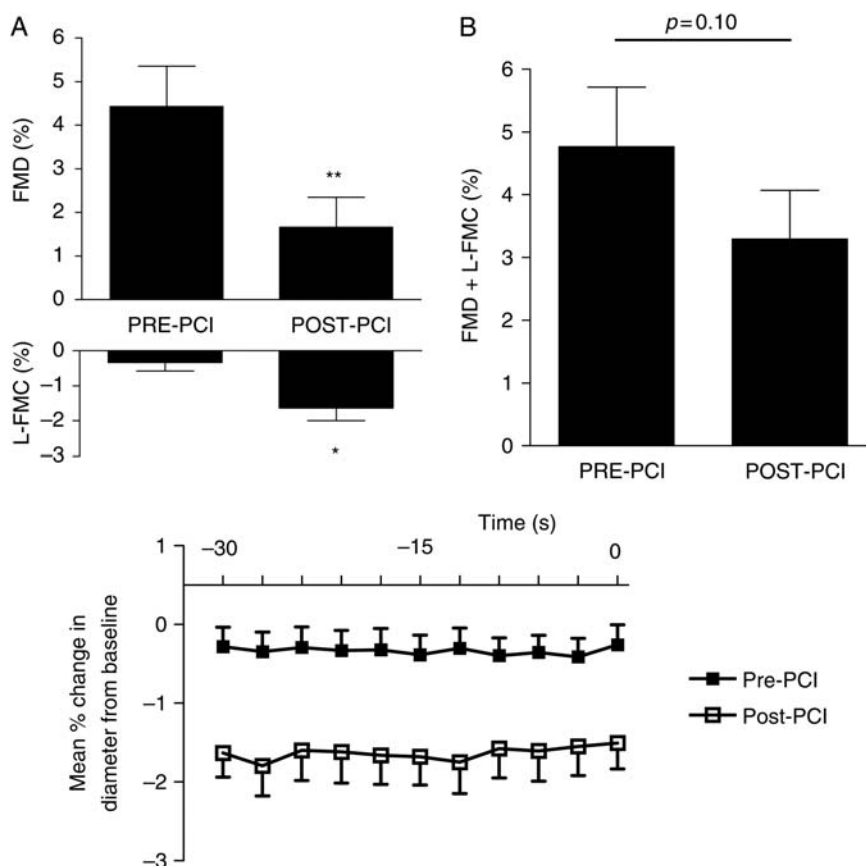 A
FMD (%)
6
5
4
3
2
1
0
**
PRE-PCI POST-PCI
L-FMC (%)
0
−1
−2
−3
*
B
p=0.10
FMD + L-FMC (%)
6
5
4
3
2
1
0
PRE-PCI POST-PCI
Time (s)
−30 −15 0
Mean % change in
diameter from baseline
1
0
−1
−2
−3
Pre-PCI
Post-PCI